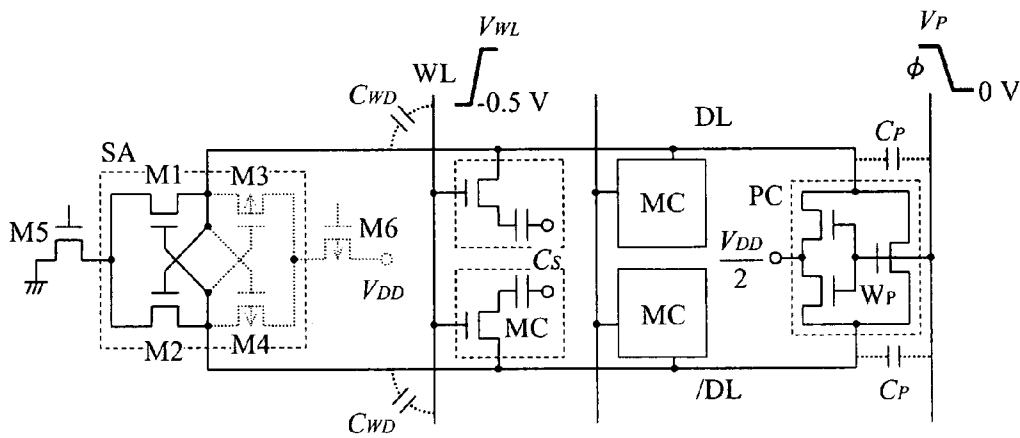 VWL
WL
-0.5 V
CWD
VP
ϕ
0 V
DL
CP
SA
M1
M3
M5
M6
VDD
M2
M4
MC
CS
MC
MC
PC
VDD
2
WP
CWD
/DL
CP